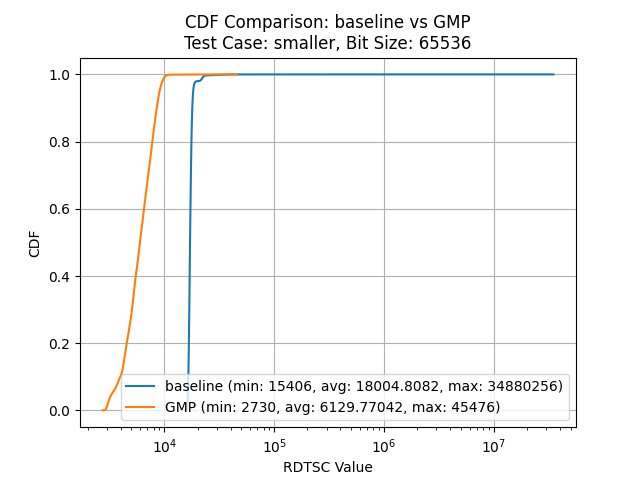 CDF Comparison: baseline vs GMP
Test Case: smaller, Bit Size: 65536
1.0
0.8
0.6
0.4
0.2
0.0
CDF
baseline (min: 15406, avg: 18004.8082, max: 34880256)
GMP (min: 2730, avg: 6129.77042, max: 45476)
10⁴ 10⁵ 10⁶ 10⁷
RDTSC Value